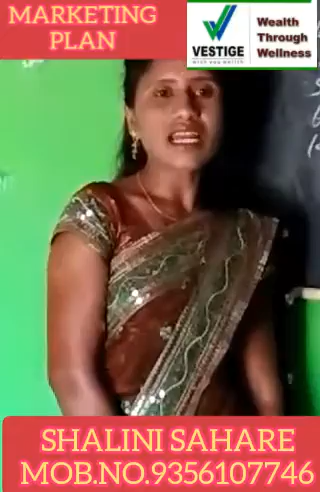 MARKETING
PLAN
VESTIGE
Wealth
Through
Wellness
SHALINI SAHARE
MOB.NO.9356107746